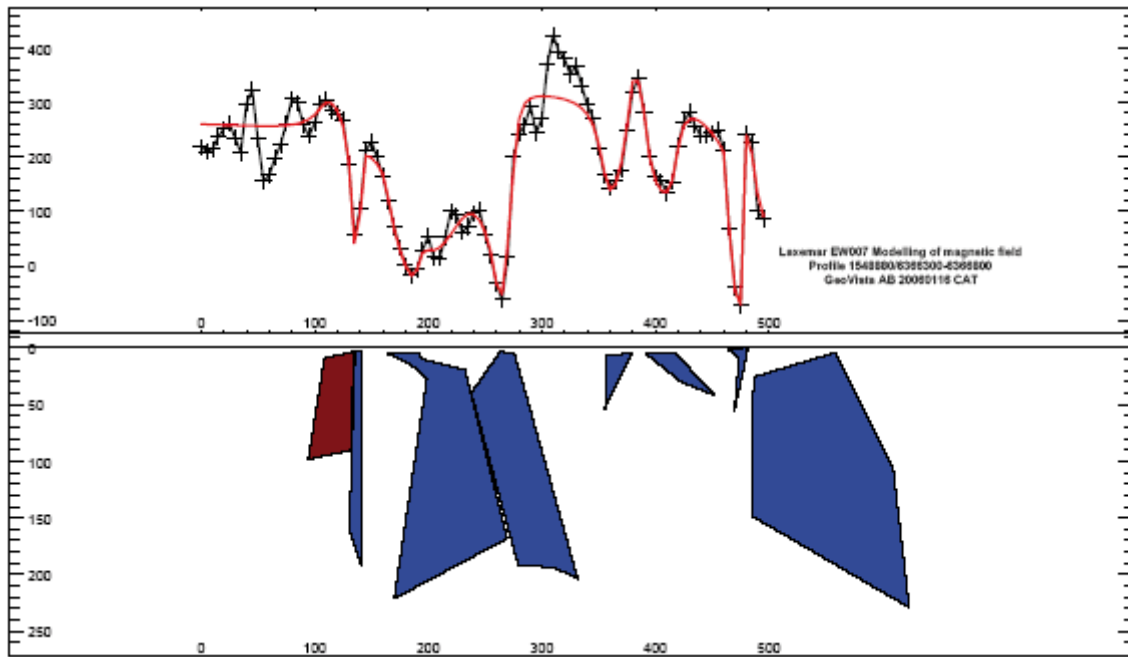 400
300
200
100
0
-100
Laxemar EW007 Modelling of magnetic field
Profile 1548880/6366300-6366800
GeoVista AB 20060116 CAT
0 100 200 300 400 500
0
50
100
150
200
250
0 100 200 300 400 500